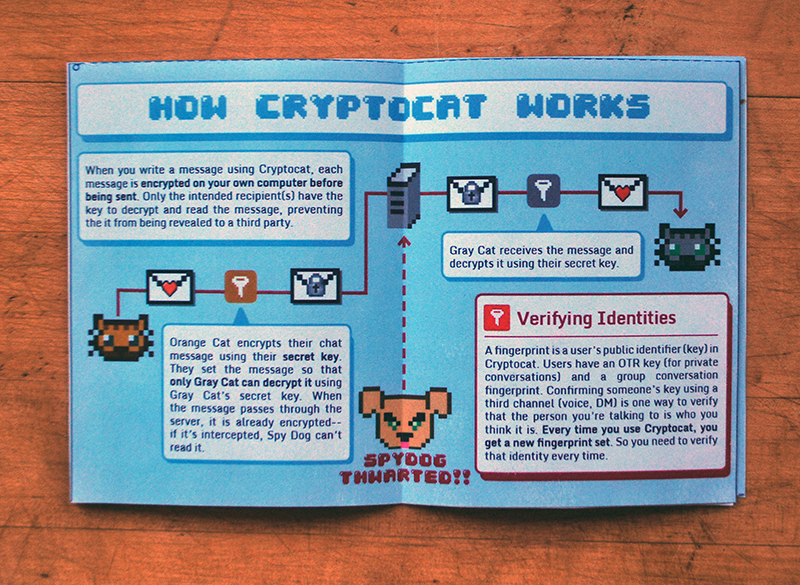 HOW CRYPTOCAT WORKS
When you write a message using Cryptocat, each
message is encrypted on your own computer before
being sent. Only the intended recipient(s) have the
key to decrypt and read the message, preventing
the it from being revealed to a third party.
Gray Cat receives the message and
decrypts it using their secret key.
Orange Cat encrypts their chat
message using their secret key.
They set the message so that
only Gray Cat can decrypt it using
Gray Cat's secret key. When
the message passes through the
server, it is already encrypted--
if it's intercepted, Spy Dog can't
read it.
SPYDOG
THWARTED!!
Verifying Identities
A fingerprint is a user's public identifier (key) in
Cryptocat. Users have an OTR key (for private
conversations) and a group conversation
fingerprint. Confirming someone's key using a
third channel (voice, DM) is one way to verify
that the person you're talking to is who you
think it is. Every time you use Cryptocat, you
get a new fingerprint set. So you need to verify
that identity every time.